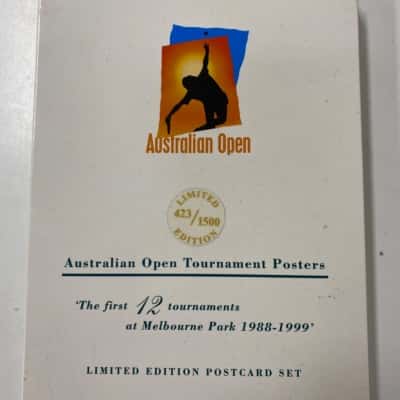 Australian Open
LIMITED
423/1500
EDITION
Australian Open Tournament Posters
'The first 12 tournaments
at Melbourne Park 1988-1999'
LIMITED EDITION POSTCARD SET